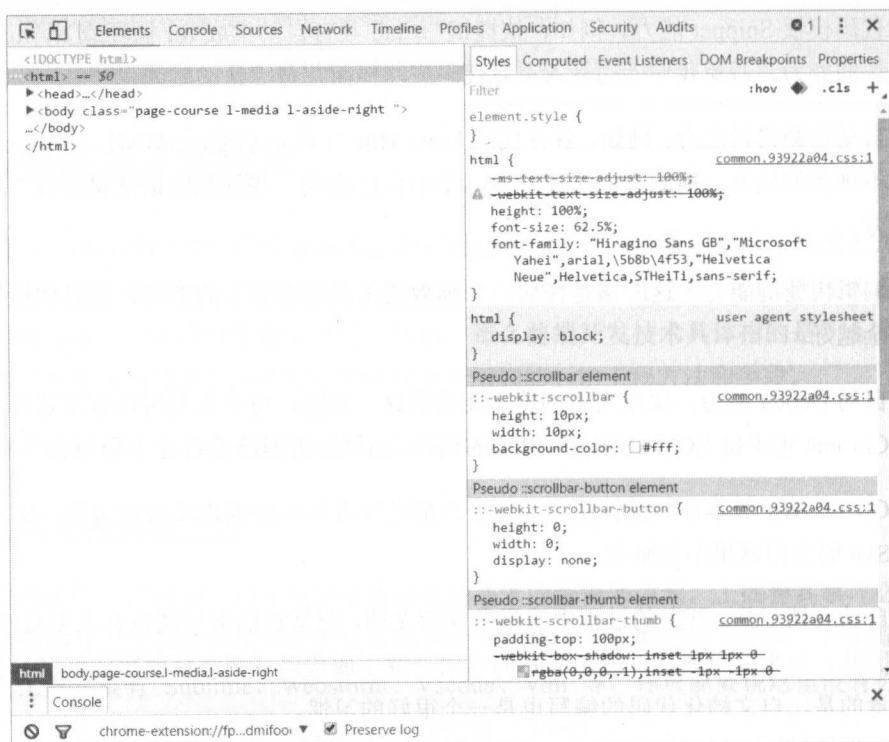 Elements Console Sources Network Timeline Profiles Application Security Audits 1
<!DOCTYPE html>
<html> == $0
▶<head>…</head>
▶<body class="page-course l-media l-aside-right ">
…</body>
</html>
html body.page-course.l-media.l-aside-right
Styles Computed Event Listeners DOM Breakpoints Properties
Filter :hov .cls +
element.style {
}
html { common.93922a04.css:1
-ms-text-size-adjust: 100%;
-webkit-text-size-adjust: 100%;
height: 100%;
font-size: 62.5%;
font-family: "Hiragino Sans GB","Microsoft
Yahei",arial,\5b8b\4f53,"Helvetica
Neue",Helvetica,STHeiTi,sans-serif;
}
html { user agent stylesheet
display: block;
}
Pseudo ::scrollbar element
::-webkit-scrollbar { common.93922a04.css:1
height: 10px;
width: 10px;
background-color: #fff;
}
Pseudo ::scrollbar-button element
::-webkit-scrollbar-button { common.93922a04.css:1
height: 0;
width: 0;
display: none;
}
Pseudo ::scrollbar-thumb element
::-webkit-scrollbar-thumb { common.93922a04.css:1
padding-top: 100px;
-webkit-box-shadow: inset 1px 1px 0
rgba(0,0,0,.1),inset -1px -1px 0
Console
chrome-extension://fp...dmifoo ▼ Preserve log